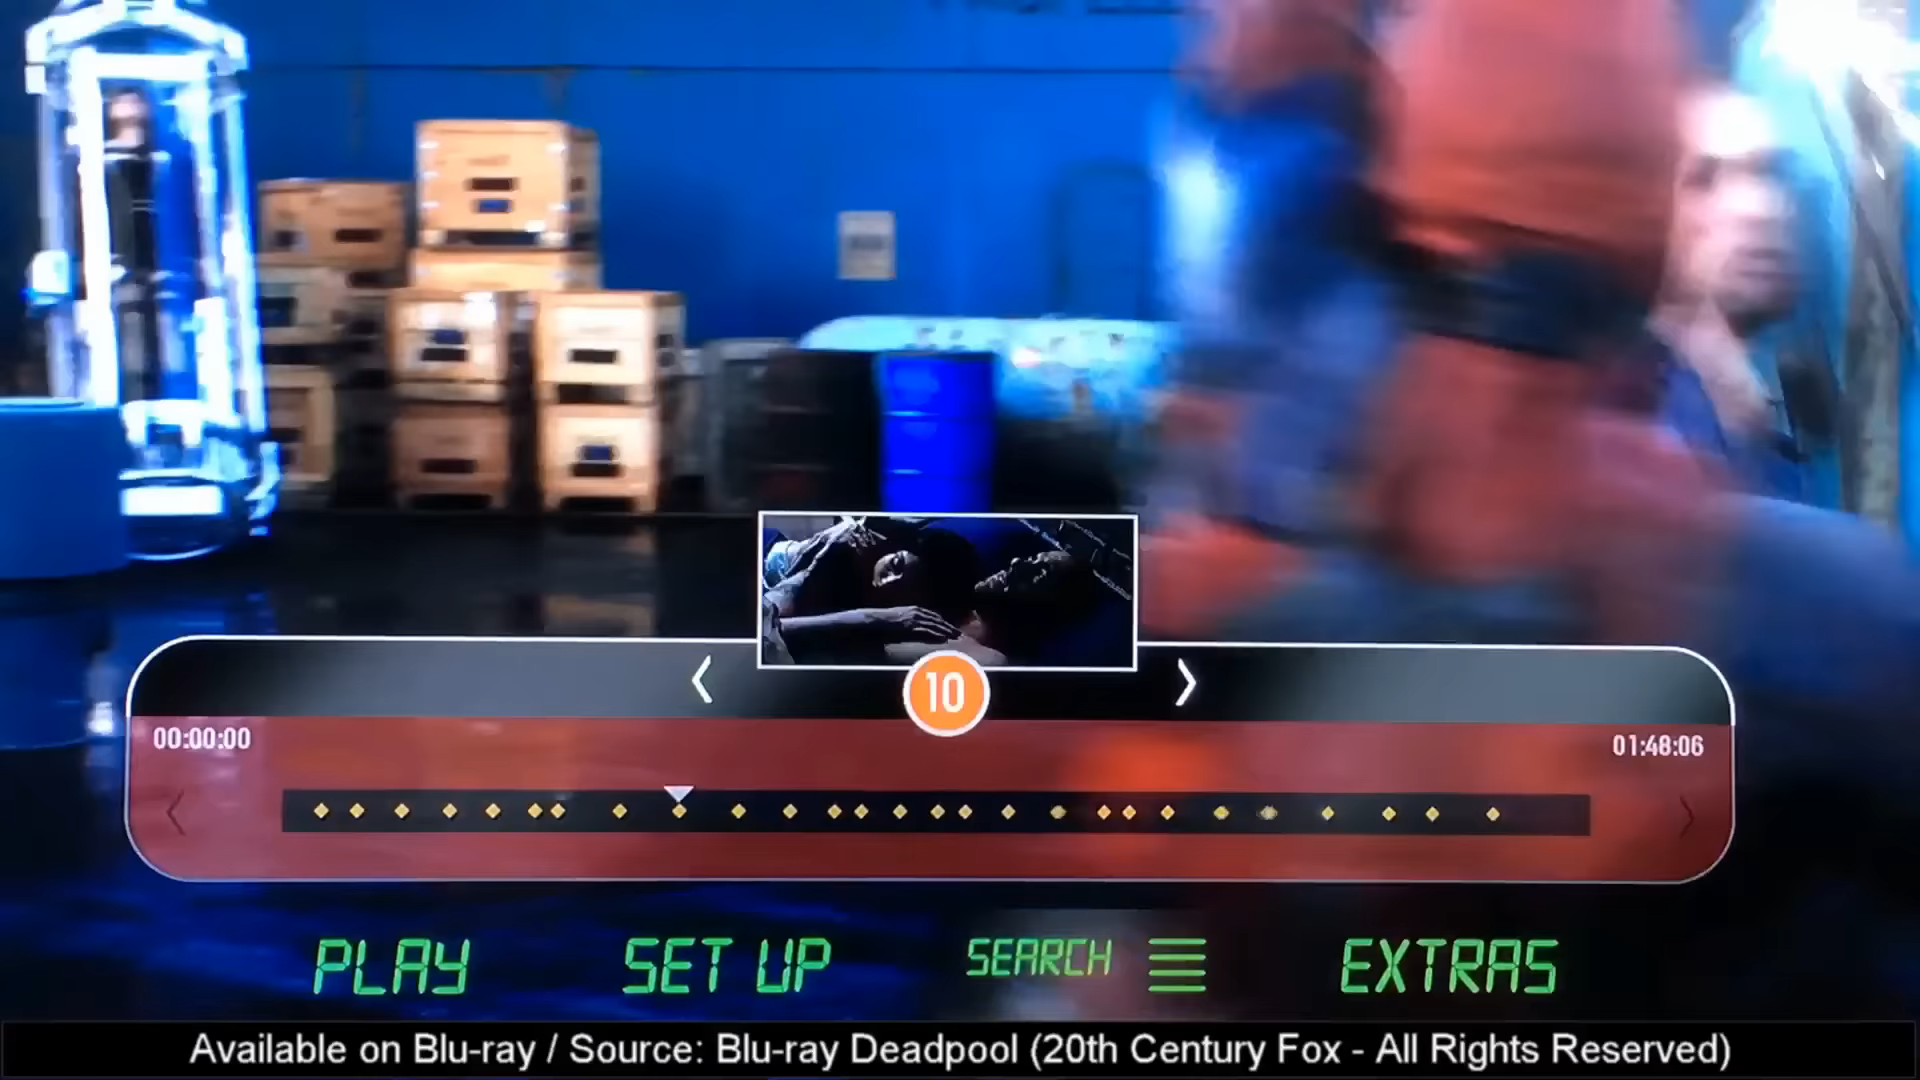 10
00:00:00
01:48:06
PLAY
SET UP
SEARCH
EXTRAS
Available on Blu-ray / Source: Blu-ray Deadpool (20th Century Fox - All Rights Reserved)